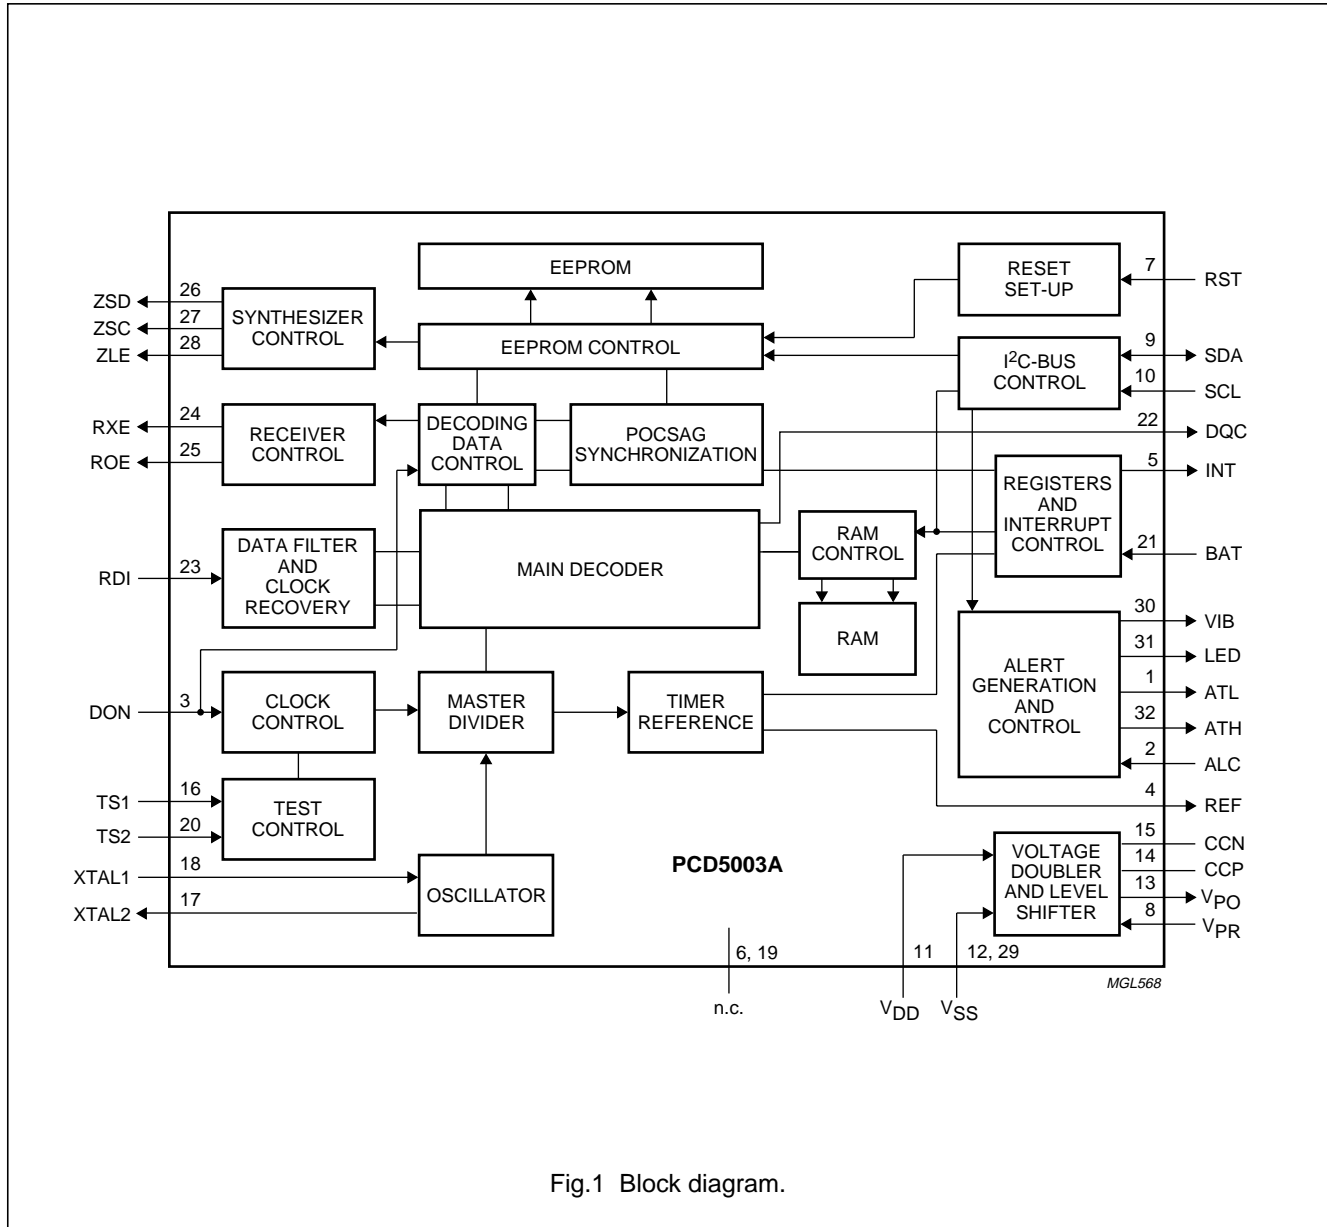 EEPROM
RESET
SET-UP
7
RST
ZSD
26
ZSC
27
ZLE
28
SYNTHESIZER
CONTROL
EEPROM CONTROL
I2C-BUS
CONTROL
9
SDA
10
SCL
RXE
24
ROE
25
RECEIVER
CONTROL
DECODING
DATA
CONTROL
POCSAG
SYNCHRONIZATION
22
DQC
5
INT
REGISTERS
AND
INTERRUPT
CONTROL
21
BAT
RDI
23
DATA FILTER
AND
CLOCK
RECOVERY
MAIN DECODER
RAM
CONTROL
RAM
30
VIB
31
LED
1
ATL
32
ATH
2
ALC
ALERT
GENERATION
AND
CONTROL
DON
3
CLOCK
CONTROL
MASTER
DIVIDER
TIMER
REFERENCE
4
REF
TS1
16
TS2
20
TEST
CONTROL
XTAL1
18
XTAL2
17
OSCILLATOR
PCD5003A
VOLTAGE
DOUBLER
AND LEVEL
SHIFTER
15
CCN
14
CCP
13
VPO
8
VPR
6, 19
11
12, 29
MGL568
n.c.
VDD
VSS
Fig.1 Block diagram.